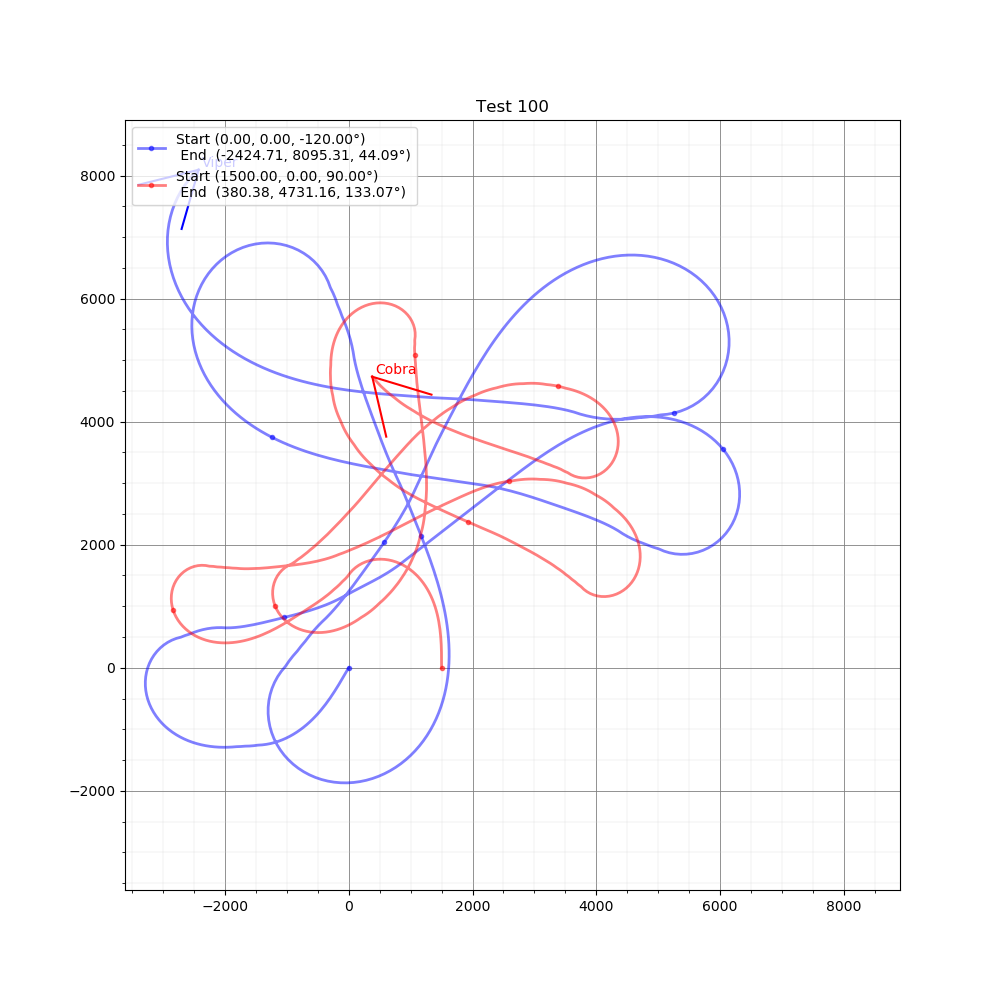 Test 100
Start (0.00, 0.00, -120.00°)
End (-2424.71, 8095.31, 44.09°)
Viper
Start (1500.00, 0.00, 90.00°)
End (380.38, 4731.16, 133.07°)
Cobra
8000
6000
4000
2000
0
−2000
−2000
0
2000
4000
6000
8000